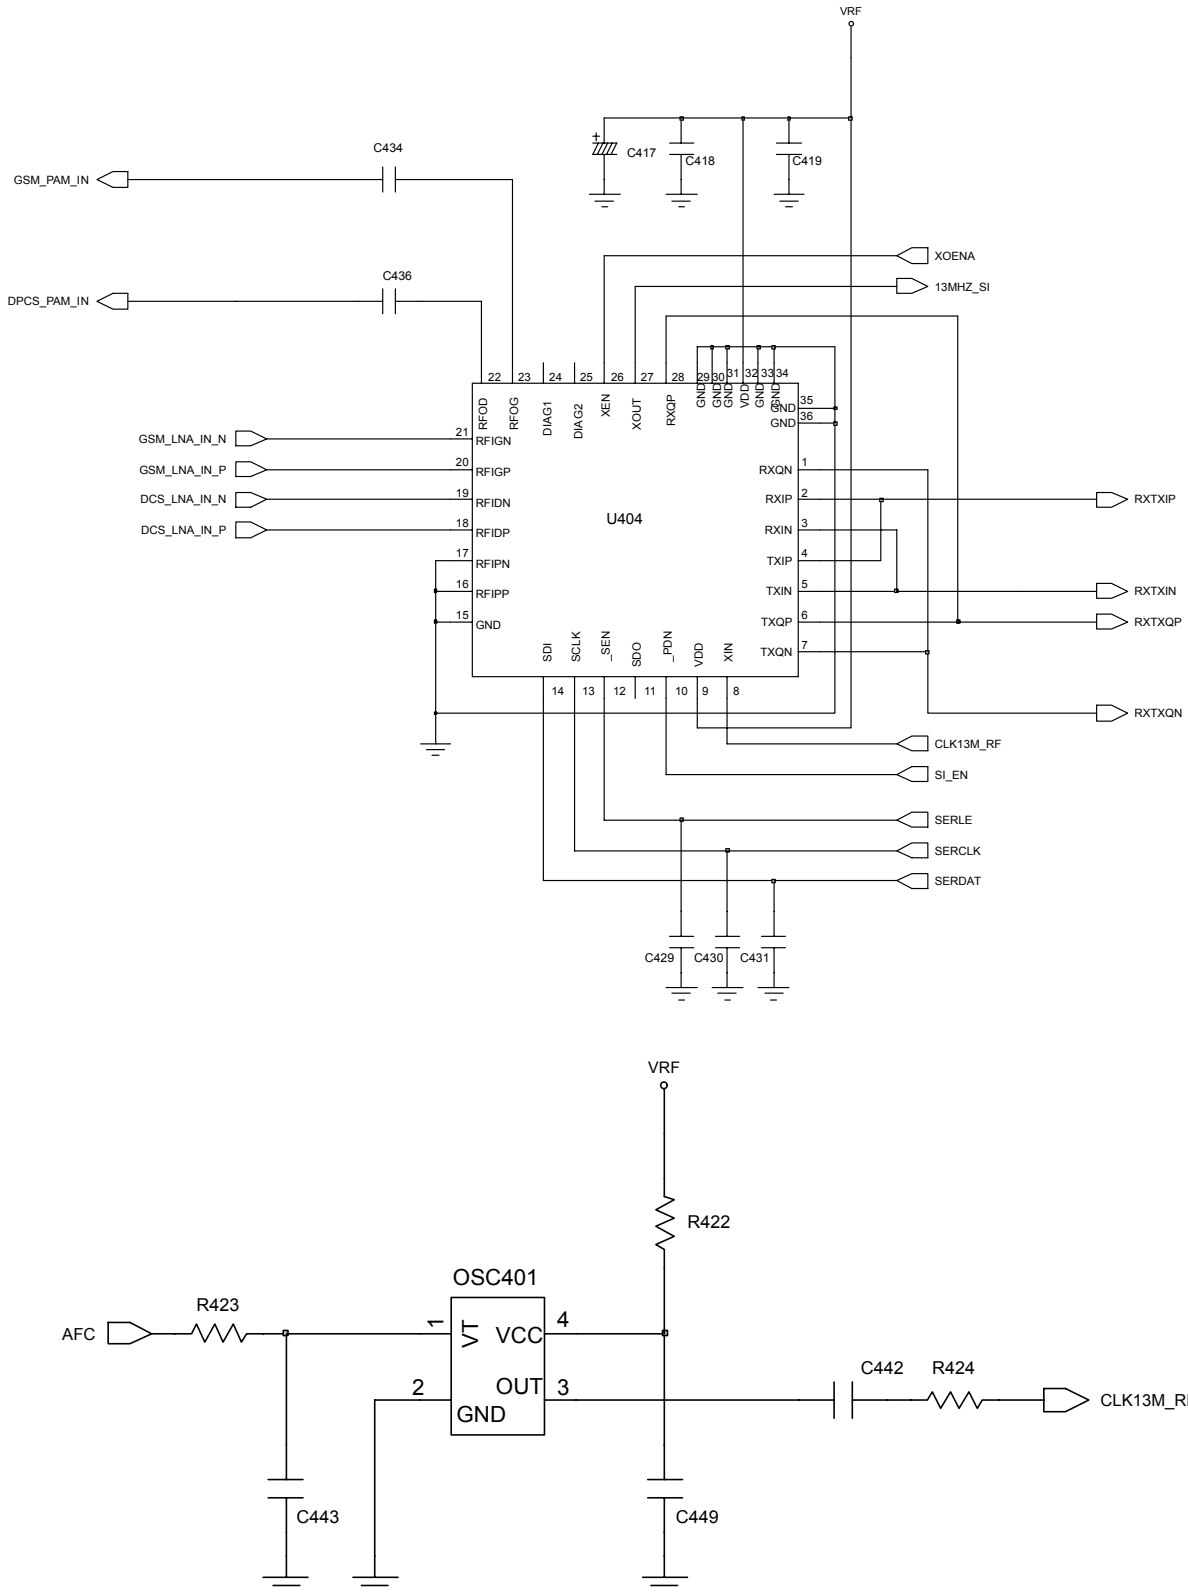 VRF
+
C417
C418
C419
C434
GSM_PAM_IN
C436
DPCS_PAM_IN
XOENA
13MHZ_SI
22
23
24
25
26
27
28
29
30
31
32
33
34
RFOD
RFOG
DIAG1
DIAG2
XEN
XOUT
RXQP
GND
GND
GND
VDD
GND
GND
GND
35
GND
36
GSM_LNA_IN_N
21
RFIGN
GSM_LNA_IN_P
20
RFIGP
DCS_LNA_IN_N
19
RFIDN
DCS_LNA_IN_P
18
RFIDP
17
RFIPN
16
RFIPP
15
GND
U404
RXQN
1
RXIP
2
RXTXIP
RXIN
3
TXIP
4
TXIN
5
RXTXIN
TXQP
6
RXTXQP
TXQN
7
RXTXQN
SDI
SCLK
_SEN
SDO
_PDN
VDD
XIN
14
13
12
11
10
9
8
CLK13M_RF
SI_EN
SERLE
SERCLK
SERDAT
C429
C430
C431
VRF
R422
OSC401
AFC
R423
1
VT
VCC
4
2
GND
OUT
3
C442
R424
CLK13M_R
C443
C449